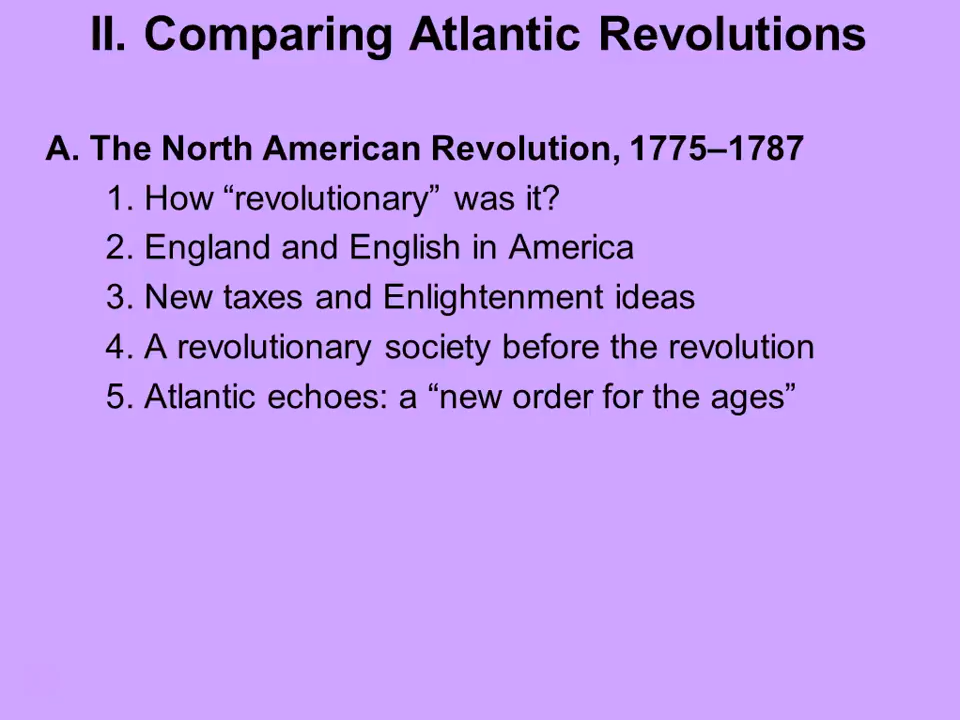 II. Comparing Atlantic Revolutions
A. The North American Revolution, 1775–1787
1. How “revolutionary” was it?
2. England and English in America
3. New taxes and Enlightenment ideas
4. A revolutionary society before the revolution
5. Atlantic echoes: a “new order for the ages”